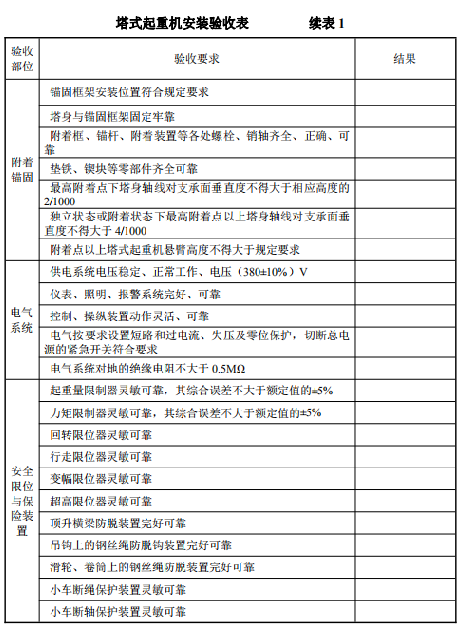 塔式起重机安装验收表 续表 1
验收
部位
验收要求
结果
附着
锚固
锚固框架安装位置符合规定要求
塔身与锚固框架固定牢靠
附着框、锚杆、附着装置等各处螺栓、销轴齐全、正确、可
靠
垫铁、锲块等零部件齐全可靠
最高附着点下塔身轴线对支承面垂直度不得大于相应高度的
2/1000
独立状态或附着状态下最高附着点以上塔身轴线对支承面垂
直度不得大于 4/1000
附着点以上塔式起重机悬臂高度不得大于规定要求
电气
系统
供电系统电压稳定、正常工作、电压（380±10%）V
仪表、照明、报警系统完好、可靠
控制、操纵装置动作灵活、可靠
电气按要求设置短路和过电流、失压及零位保护，切断总电
源的紧急开关符合要求
电气系统对地的绝缘电阻不大于 0.5MΩ
安全
限位
与保
险装
置
起重量限制器灵敏可靠，其综合误差不大于额定值的±5%
力矩限制器灵敏可靠，其综合误差不大于额定值的±5%
回转限位器灵敏可靠
行走限位器灵敏可靠
变幅限位器灵敏可靠
超高限位器灵敏可靠
顶升横梁防脱装置完好可靠
吊钩上的钢丝绳防脱钩装置完好可靠
滑轮、卷筒上的钢丝绳防脱装置完好可靠
小车断绳保护装置灵敏可靠
小车断轴保护装置灵敏可靠